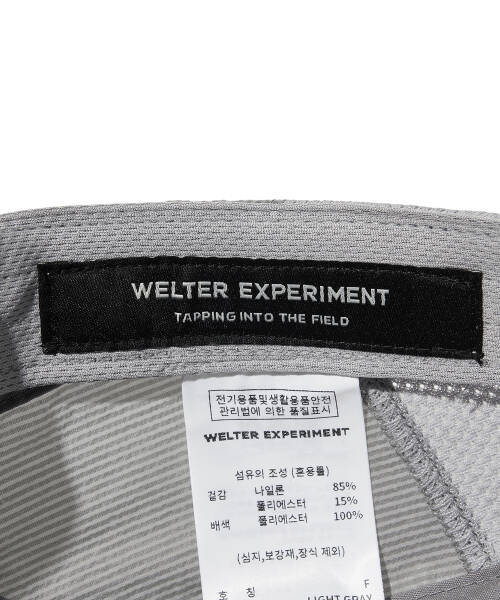 WELTER EXPERIMENT
TAPPING INTO THE FIELD
전기용품및생활용품안전
관리법에 의한 품질표시
WELTER EXPERIMENT
섬유의 조성 (혼용률)
겉감 나일론 85%
폴리에스터 15%
배색 폴리에스터 100%
(심지,보강재,장식 제외)
호 칭 F
LIGHT GRAY